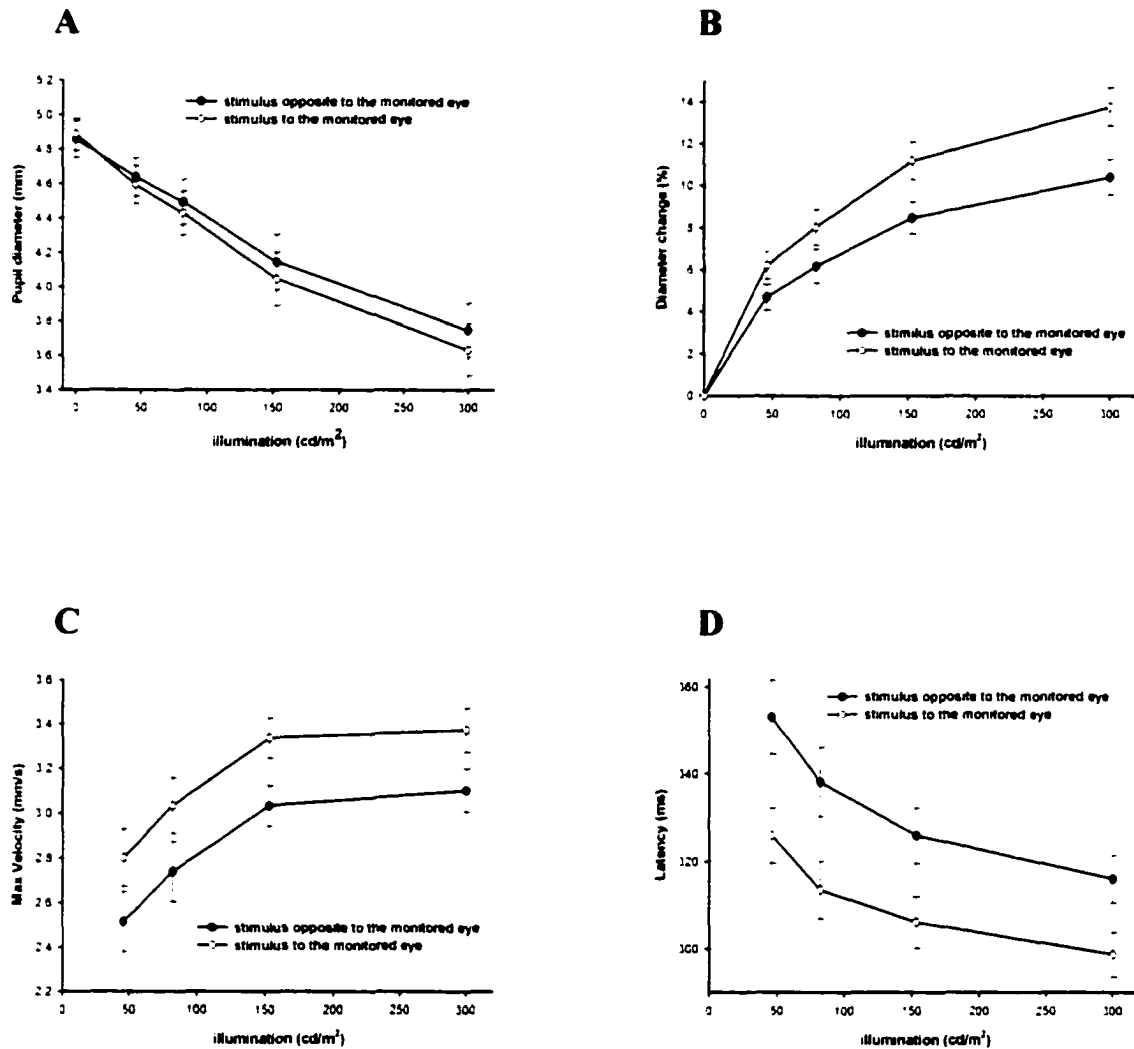 A
Pupil diameter (mm)
5.2
5.0
4.8
4.6
4.4
4.2
4.0
3.8
3.6
3.4
stimulus opposite to the monitored eye
stimulus to the monitored eye
0 50 100 150 200 250 300
illumination (cd/m²)
B
Diameter change (%)
14
12
10
8
6
4
2
0
stimilus opposite to the monitored eye
stimulus to the monitored eye
0 50 100 150 200 250 300
illumination (cd/m²)
C
Max Velocity (mm/s)
3.6
3.4
3.2
3.0
2.8
2.6
2.4
2.2
stimulus opposite to the monitored eye
stimulus to the monitored eye
0 50 100 150 200 250 300
illumination (cd/m²)
D
Latency (ms)
360
340
320
300
stimulus opposite to the monitored eye
stimulus to the monitored eye
0 50 100 150 200 250 300
illumination (cd/m²)